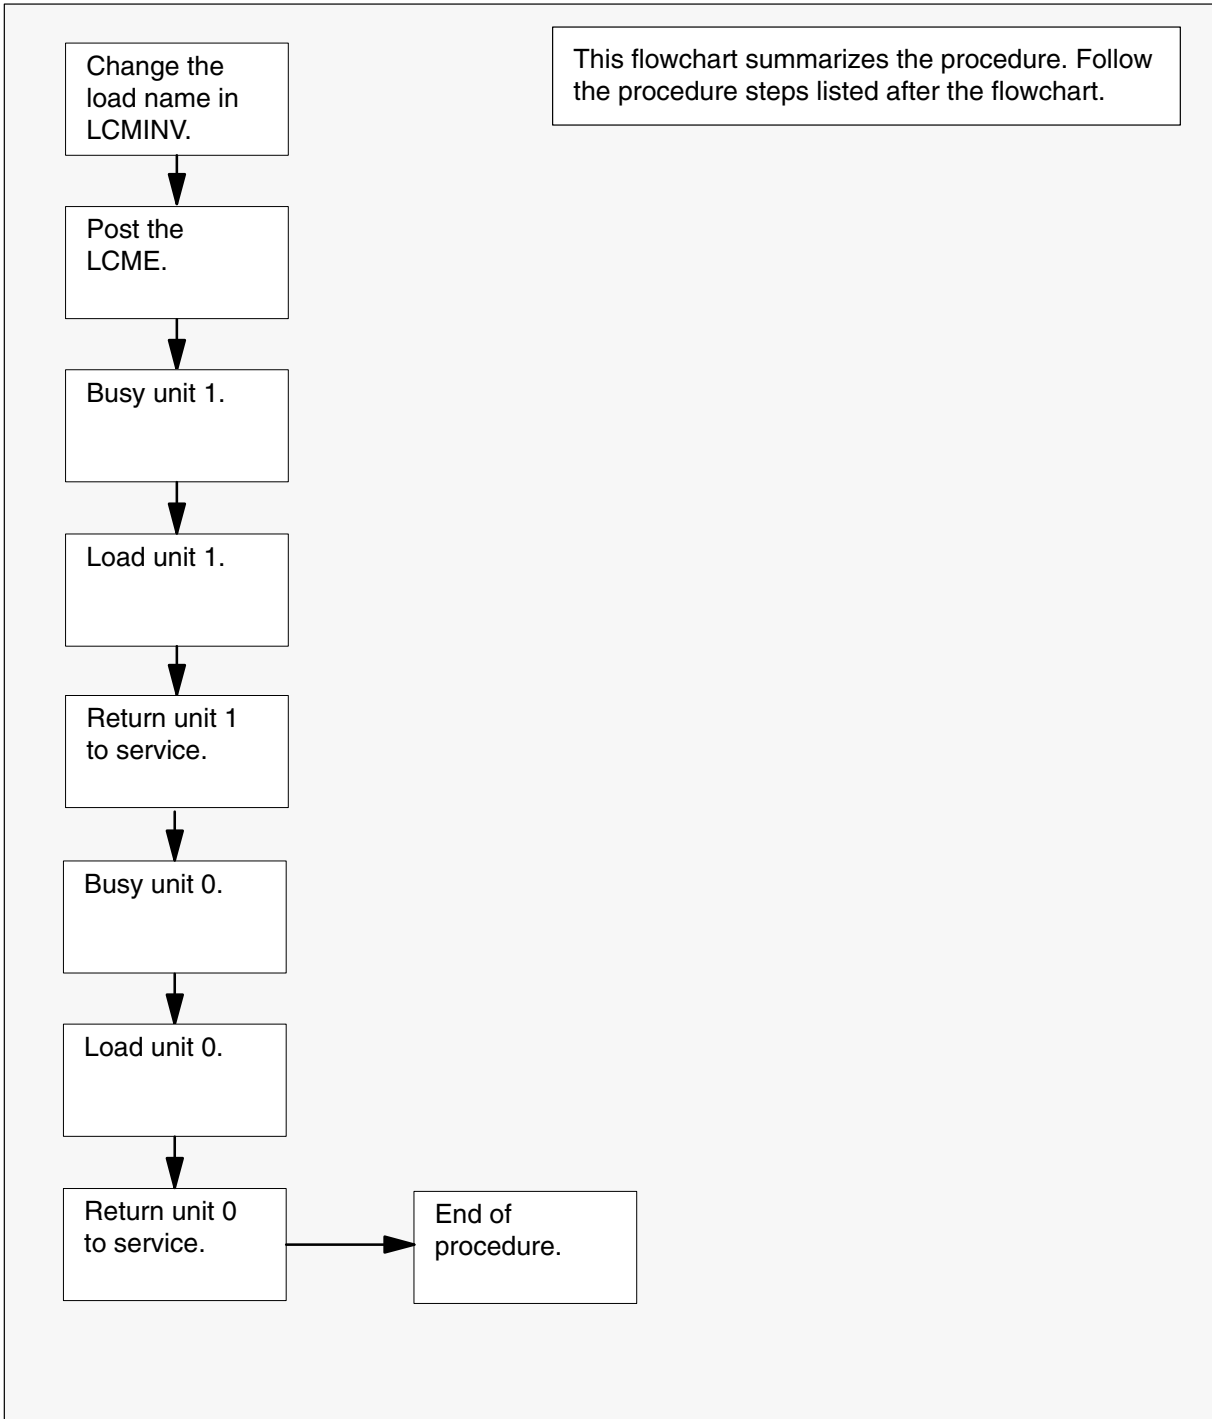 Change the
load name in
LCMINV.
This flowchart summarizes the procedure. Follow
the procedure steps listed after the flowchart.
Post the
LCME.
Busy unit 1.
Load unit 1.
Return unit 1
to service.
Busy unit 0.
Load unit 0.
Return unit 0
to service.
End of
procedure.